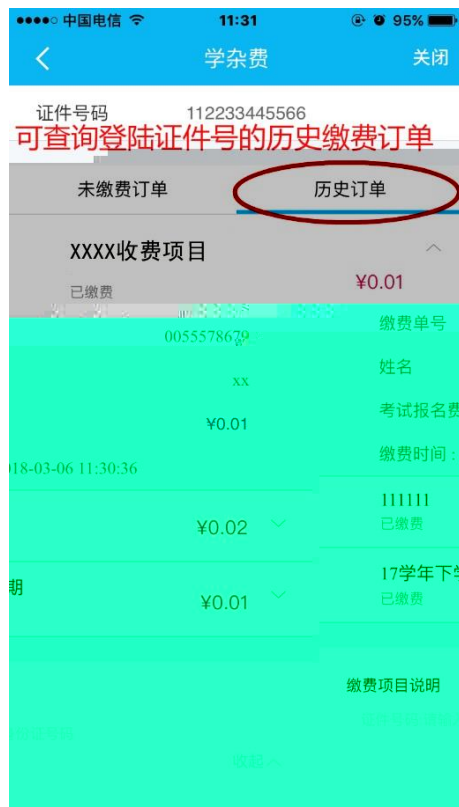 中国电信 11:31 95%
学杂费 关闭
证件号码 112233445566
可查询登陆证件号的历史缴费订单
未缴费订单 历史订单
XXXX收费项目
已缴费 ¥0.01
缴费单号
0055578679
姓名
xx
考试报名费
¥0.01
缴费时间：
18-03-06 11:30:36
111111
已缴费
¥0.02
17学年下学
期
已缴费
¥0.01
缴费项目说明
收起